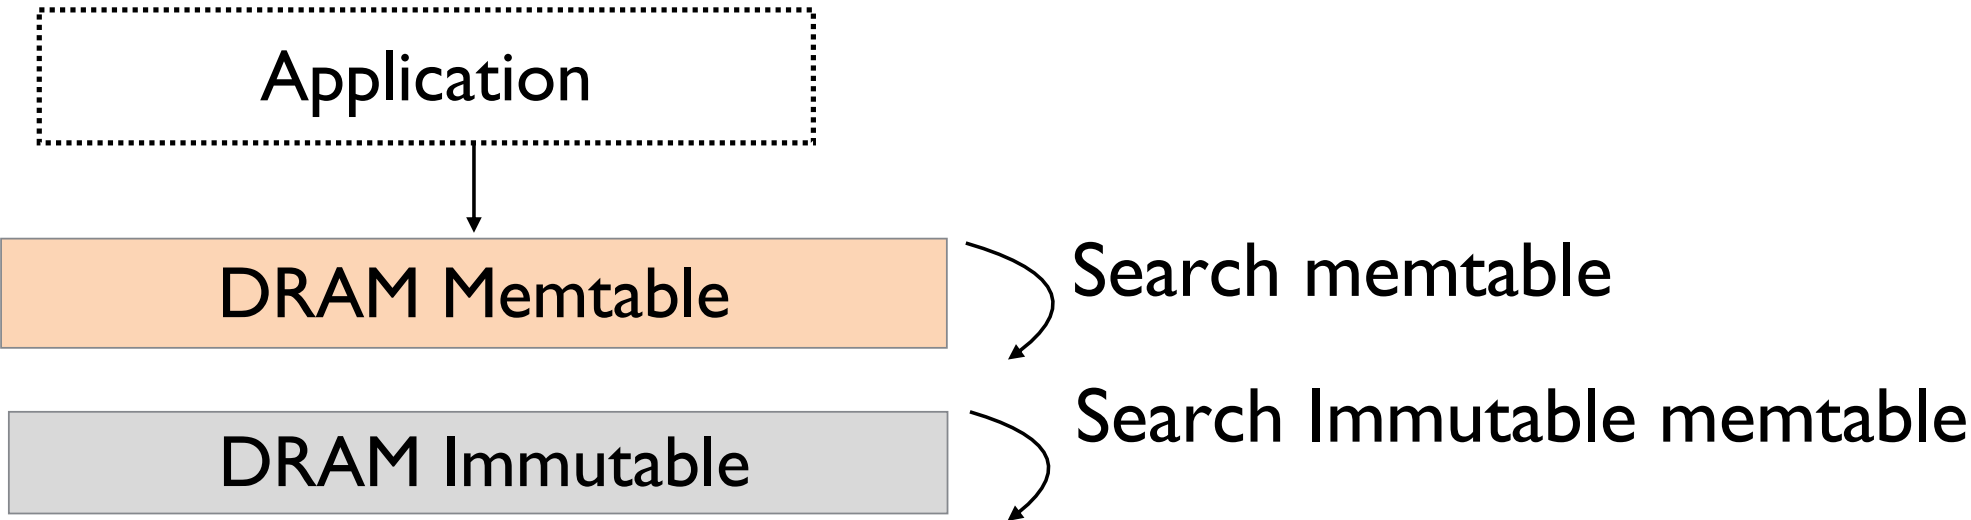 Application
DRAM Memtable
Search memtable
DRAM Immutable
Search Immutable memtable